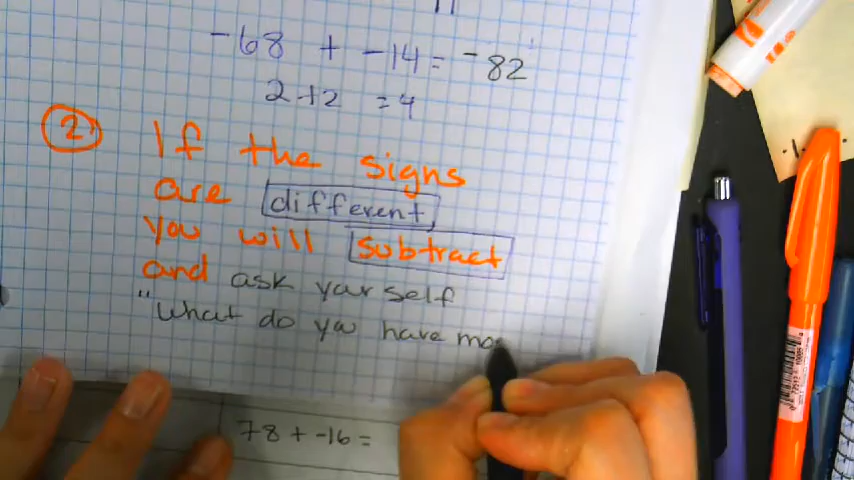 -68 + -14 = -82
2+2 = 4
2 If the signs
are different,
you will subtract
and ask yourself
"What do you have mo
78 + -16 =